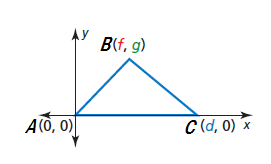 y
B(f, g)
A(0, 0)
C (d, 0) x